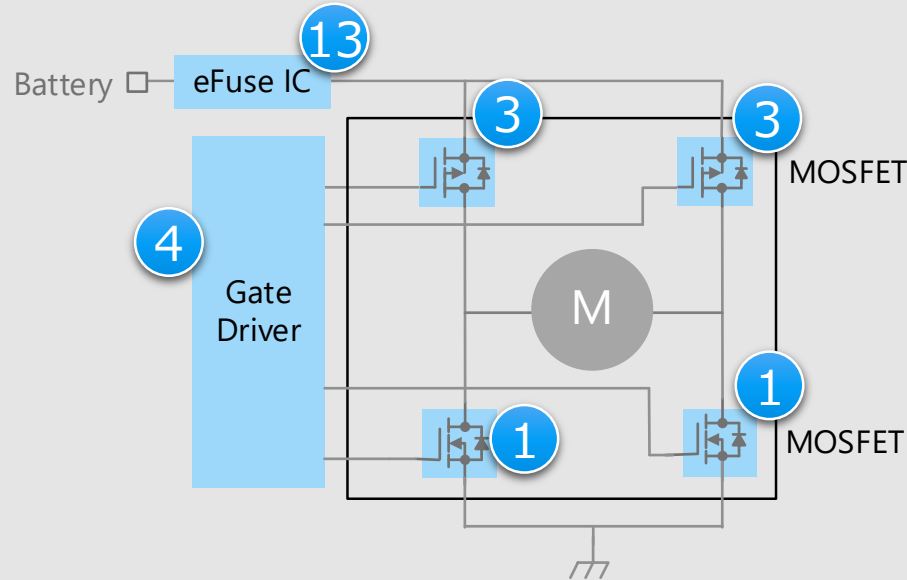 13
Battery
eFuse IC
3
3
MOSFET
4
Gate
Driver
M
1
1
MOSFET